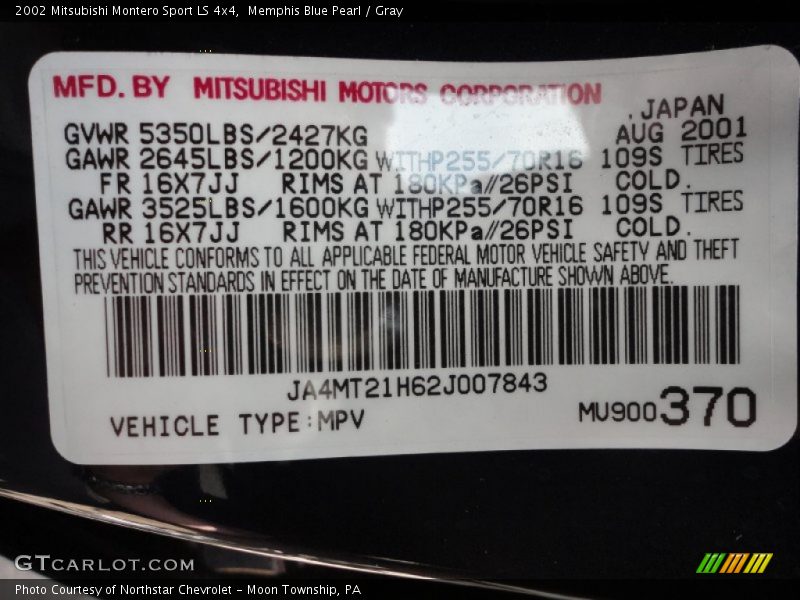 2002 Mitsubishi Montero Sport LS 4x4, Memphis Blue Pearl / Gray
MFD. BY MITSUBISHI MOTORS CORPORATION
, JAPAN
GVWR 5350LBS/2427KG AUG 2001
GAWR 2645LBS/1200KG WITHP255/70R16 109S TIRES
FR 16X7JJ RIMS AT 180KPa//26PSI COLD.
GAWR 3525LBS/1600KG WITHP255/70R16 109S TIRES
RR 16X7JJ RIMS AT 180KPa//26PSI COLD.
THIS VEHICLE CONFORMS TO ALL APPLICABLE FEDERAL MOTOR VEHICLE SAFETY AND THEFT
PREVENTION STANDARDS IN EFFECT ON THE DATE OF MANUFACTURE SHOWN ABOVE.
JA4MT21H62J007843
VEHICLE TYPE:MPV MU900370
GTCARLOT.COM
Photo Courtesy of Northstar Chevrolet - Moon Township, PA